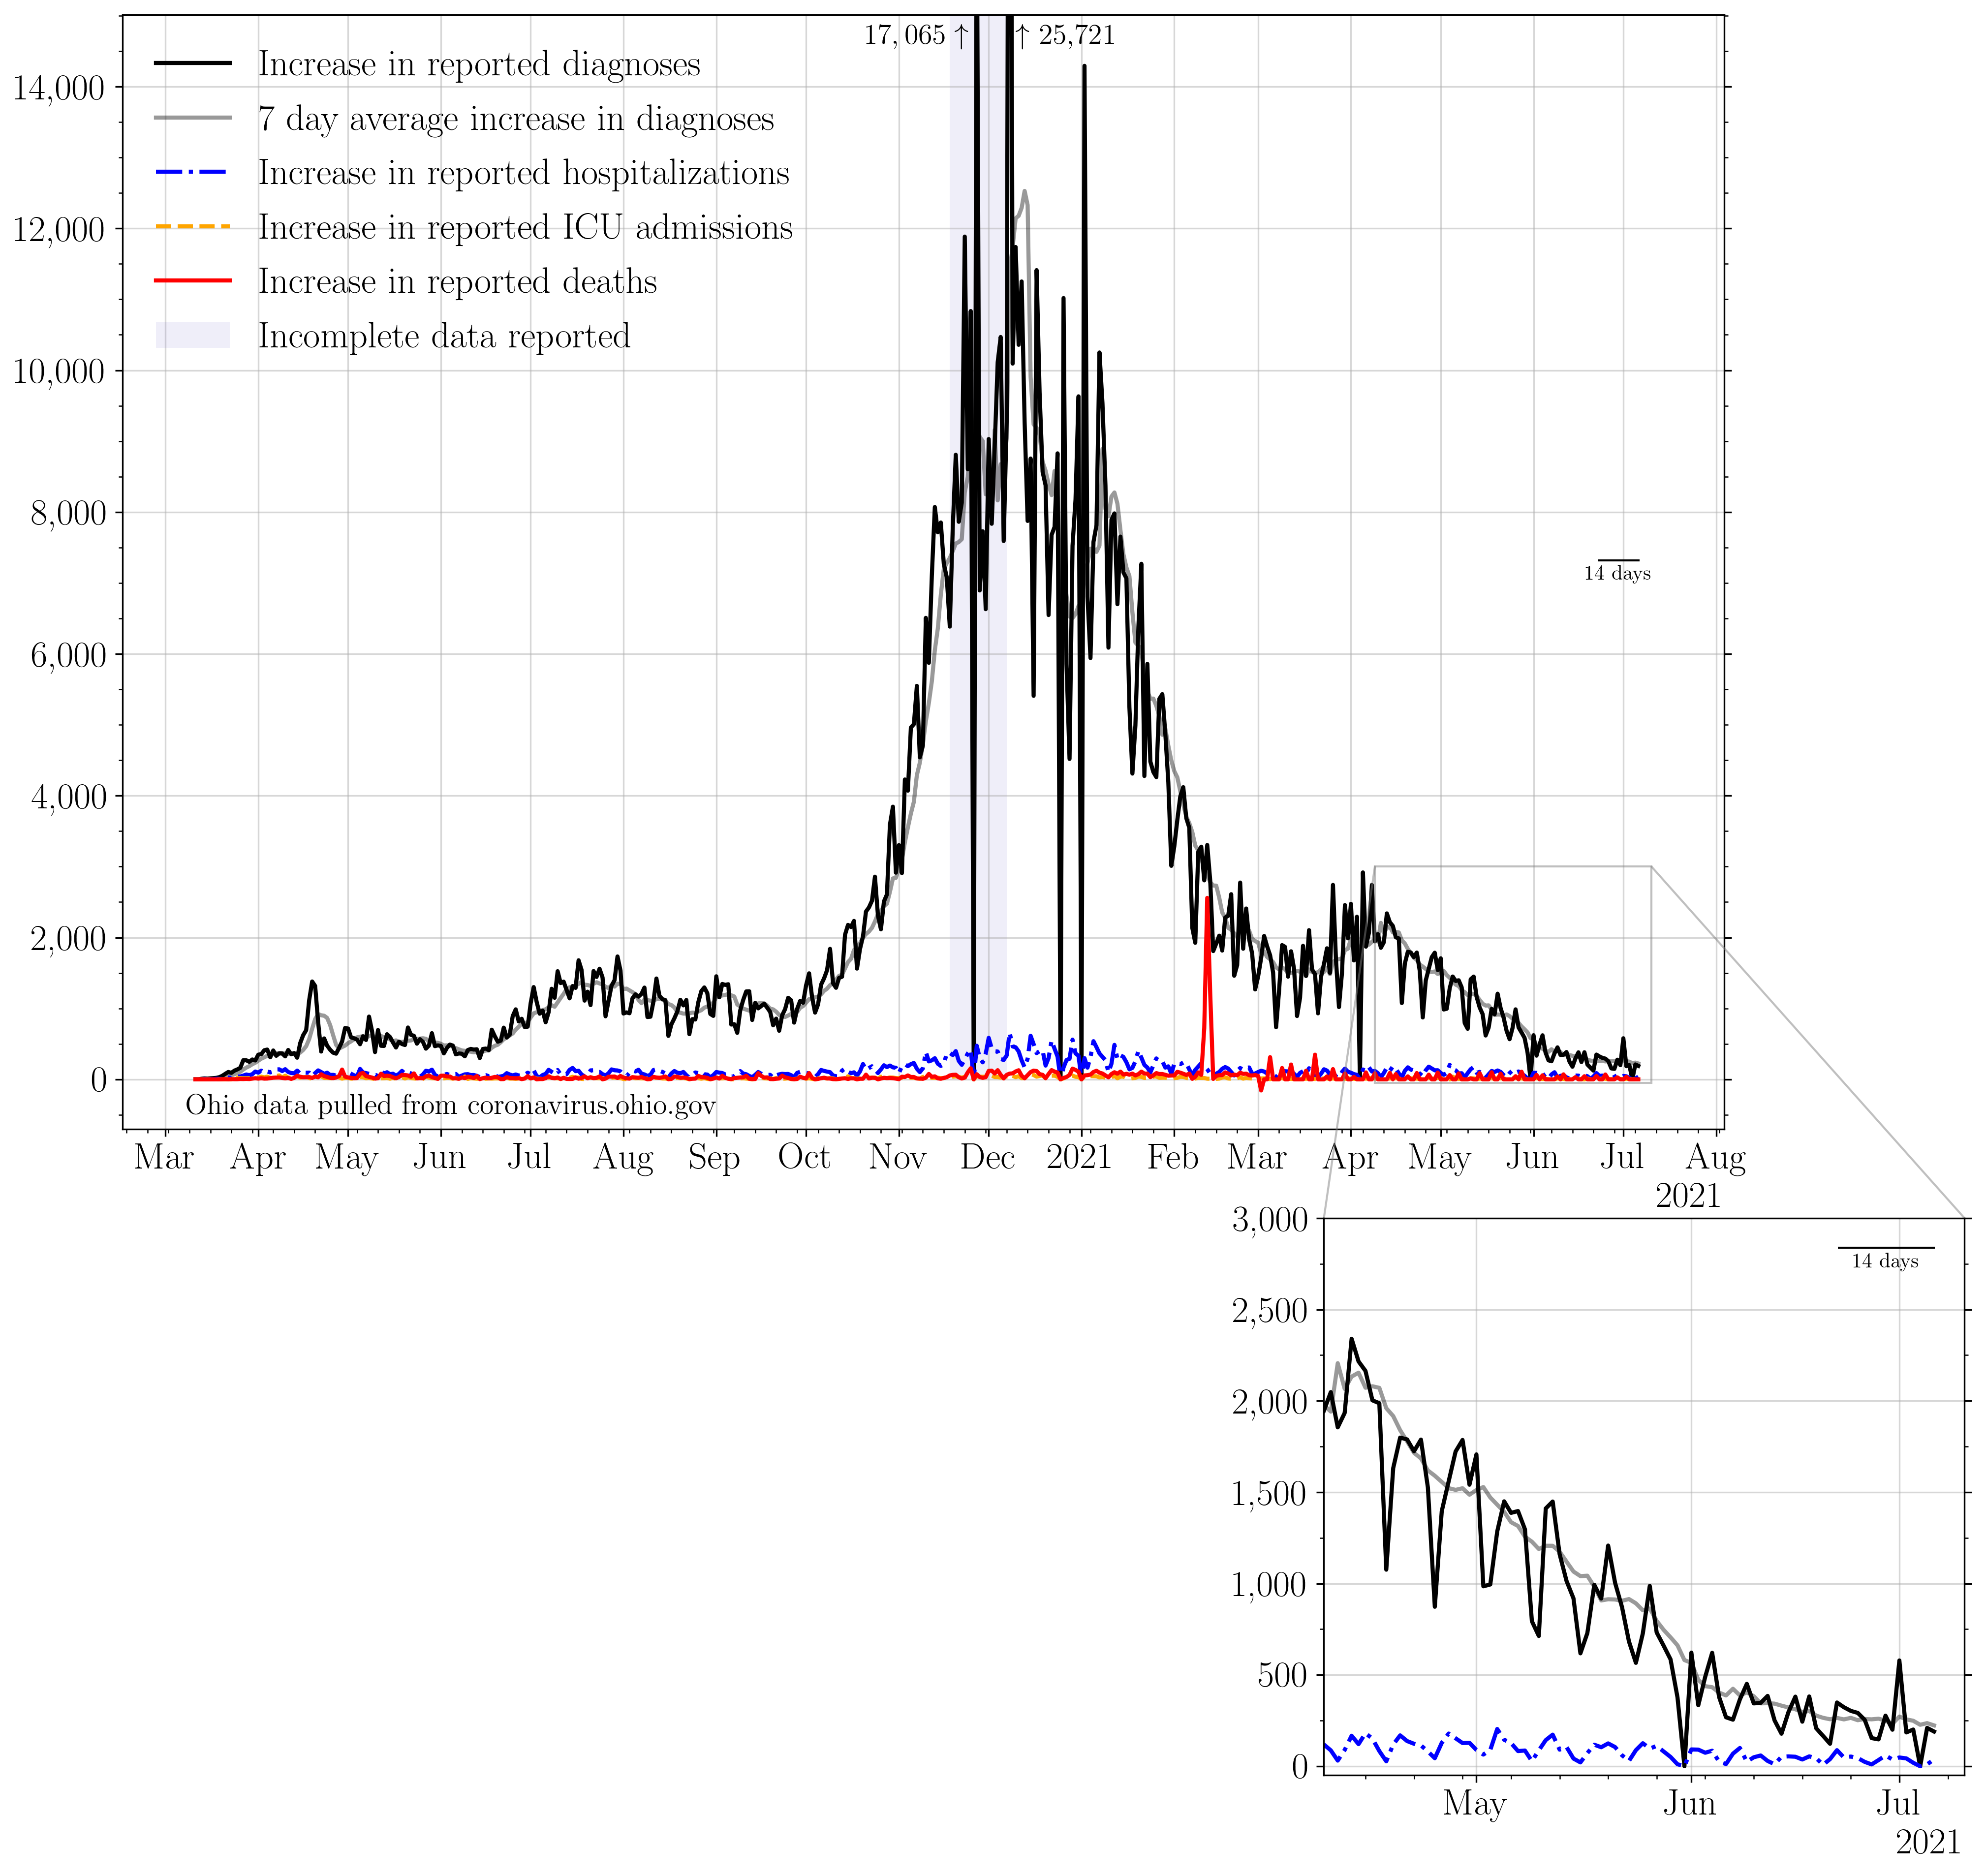 17,065 ↑ ↑ 25,721
Increase in reported diagnoses
7 day average increase in diagnoses
Increase in reported hospitalizations
Increase in reported ICU admissions
Increase in reported deaths
Incomplete data reported
14,000
12,000
10,000
8,000
6,000
4,000
2,000
0
14 days
Ohio data pulled from coronavirus.ohio.gov
Mar Apr May Jun Jul Aug Sep Oct Nov Dec 2021 Feb Mar Apr May Jun Jul Aug
2021
3,000
2,500
2,000
1,500
1,000
500
0
14 days
May Jun Jul
2021